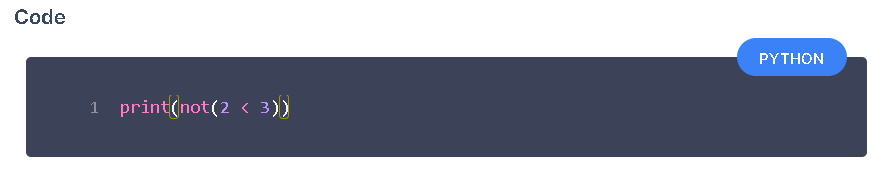 Code
PYTHON
1 print(not(2 < 3))